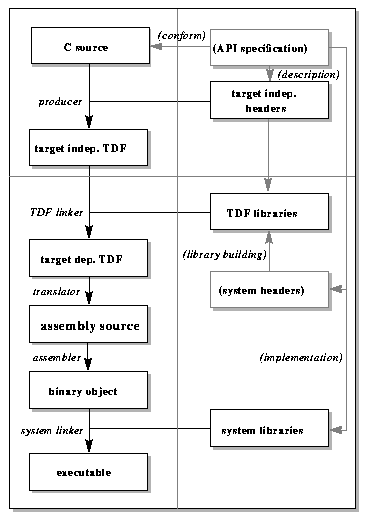 (conform)
C source
(API specification)
(description)
producer
target indep.
headers
target indep. TDF
TDF linker
TDF libraries
target dep. TDF
(library building)
translator
(system headers)
assembly source
assembler
(implementation)
binary object
system linker
system libraries
executable